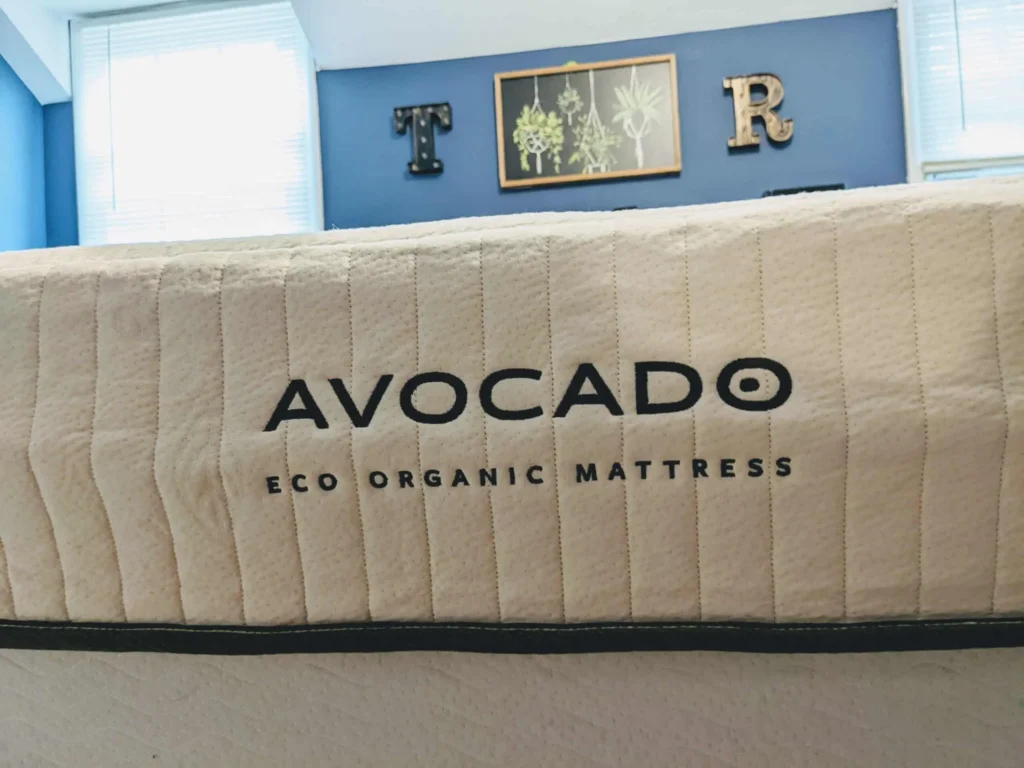 T R
AVOCADO
ECO ORGANIC MATTRESS